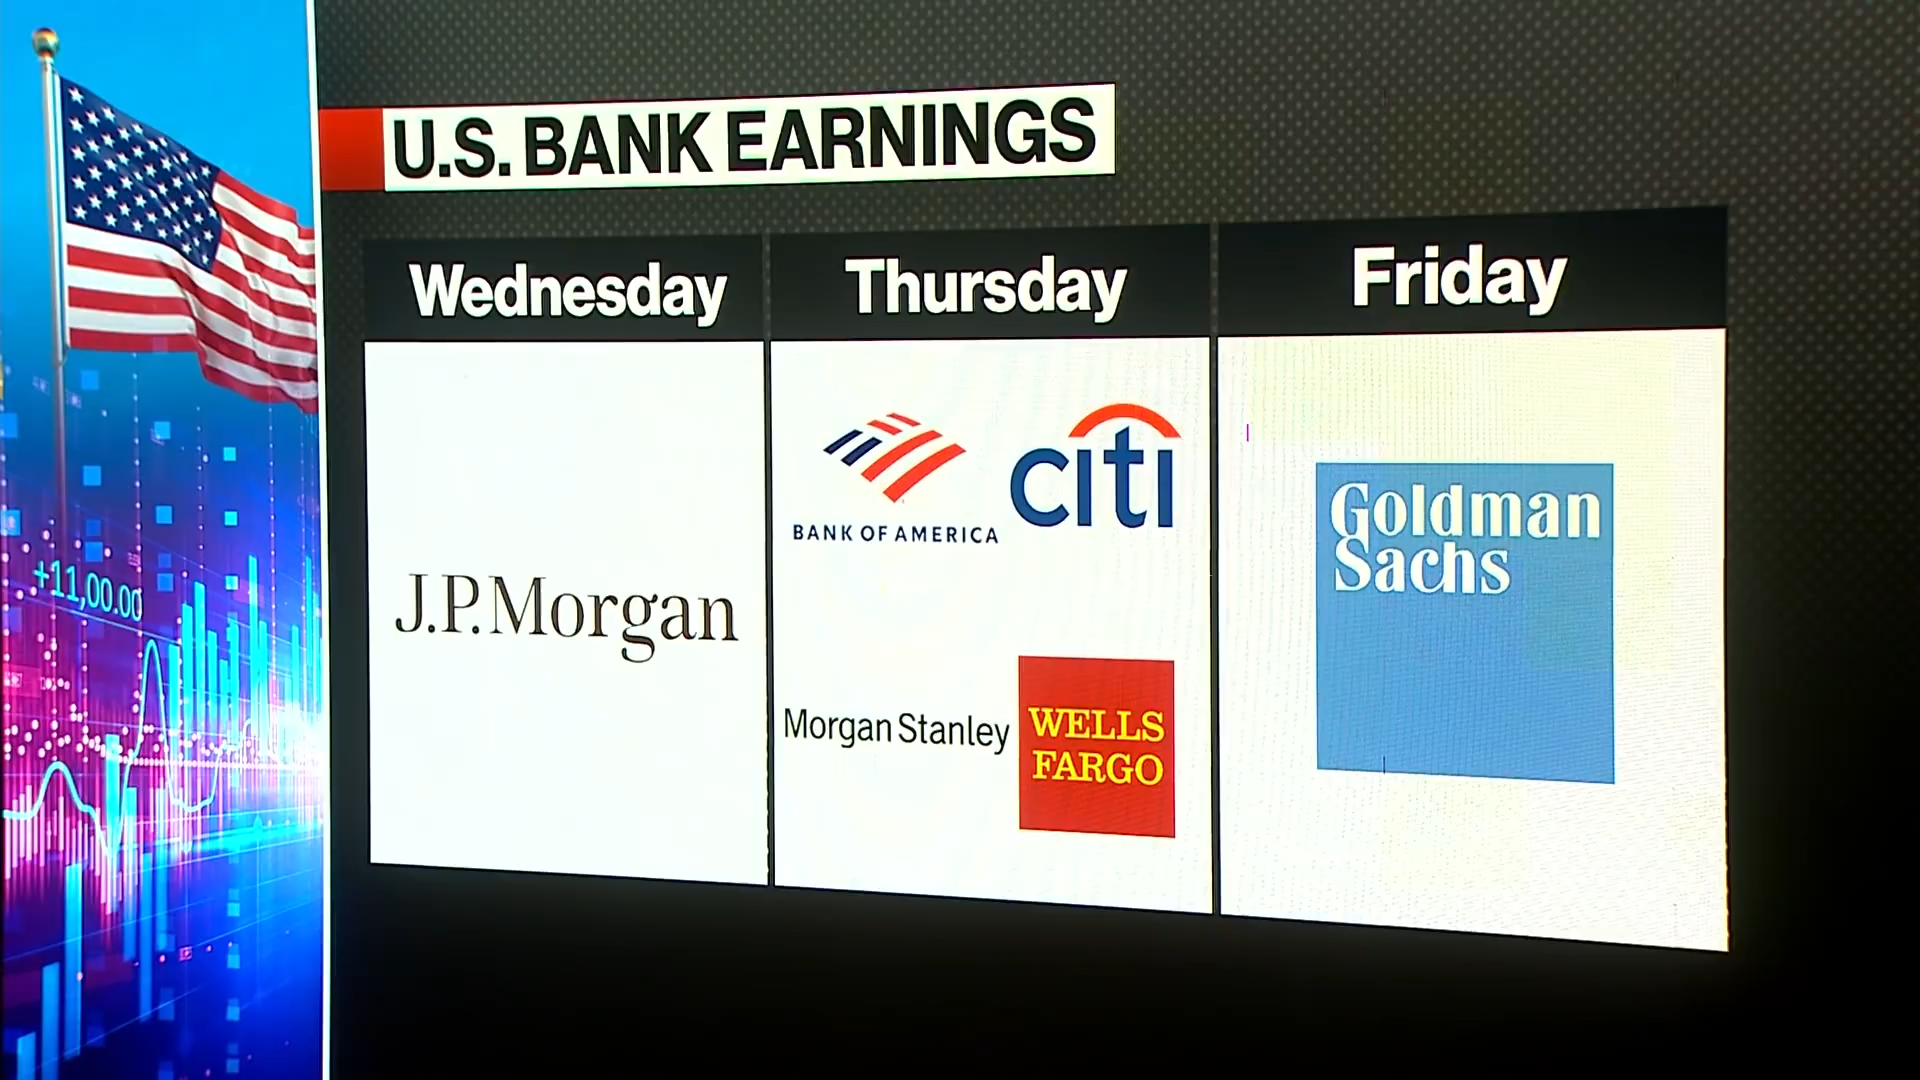 U.S. BANK EARNINGS
Wednesday
Thursday
Friday
J.P.Morgan
BANK OF AMERICA
citi
Morgan Stanley
WELLS
FARGO
Goldman
Sachs
+11,00.00